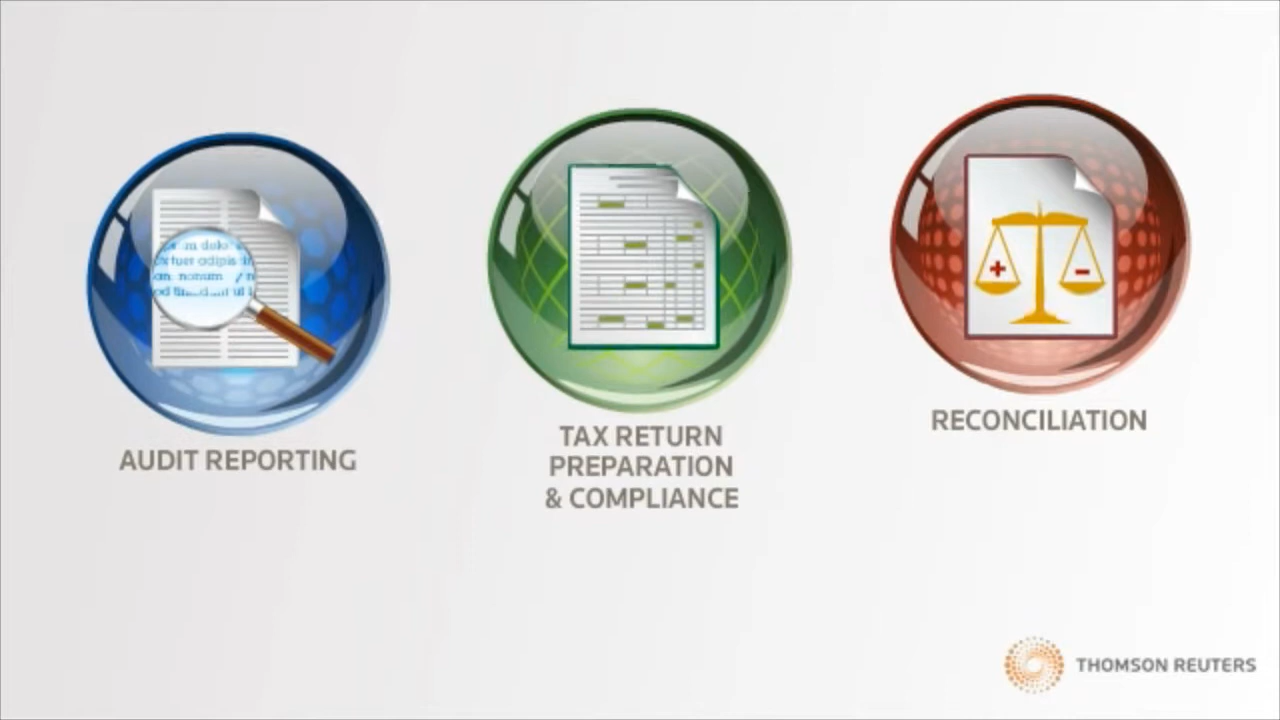 AUDIT REPORTING
TAX RETURN
PREPARATION
& COMPLIANCE
RECONCILIATION
THOMSON REUTERS